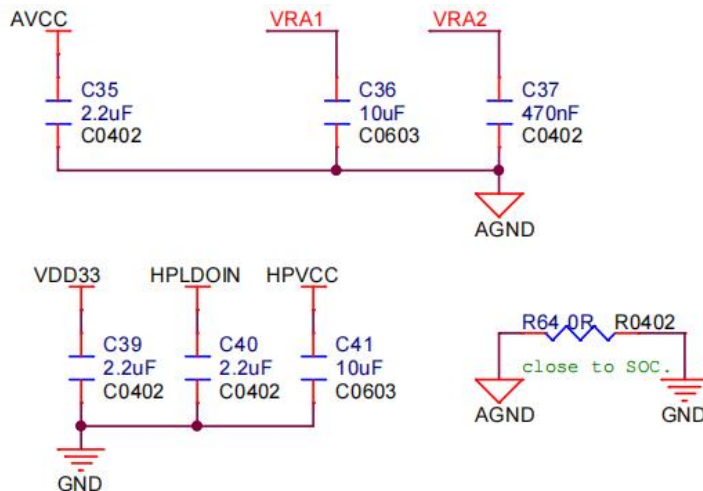 AVCC
VRA1
VRA2
C35
2.2uF
C0402
C36
10uF
C0603
C37
470nF
C0402
AGND
VDD33
HPLDOIN
HPVCC
C39
2.2uF
C0402
C40
2.2uF
C0402
C41
10uF
C0603
GND
R64 0R R0402
close to SOC.
AGND
GND